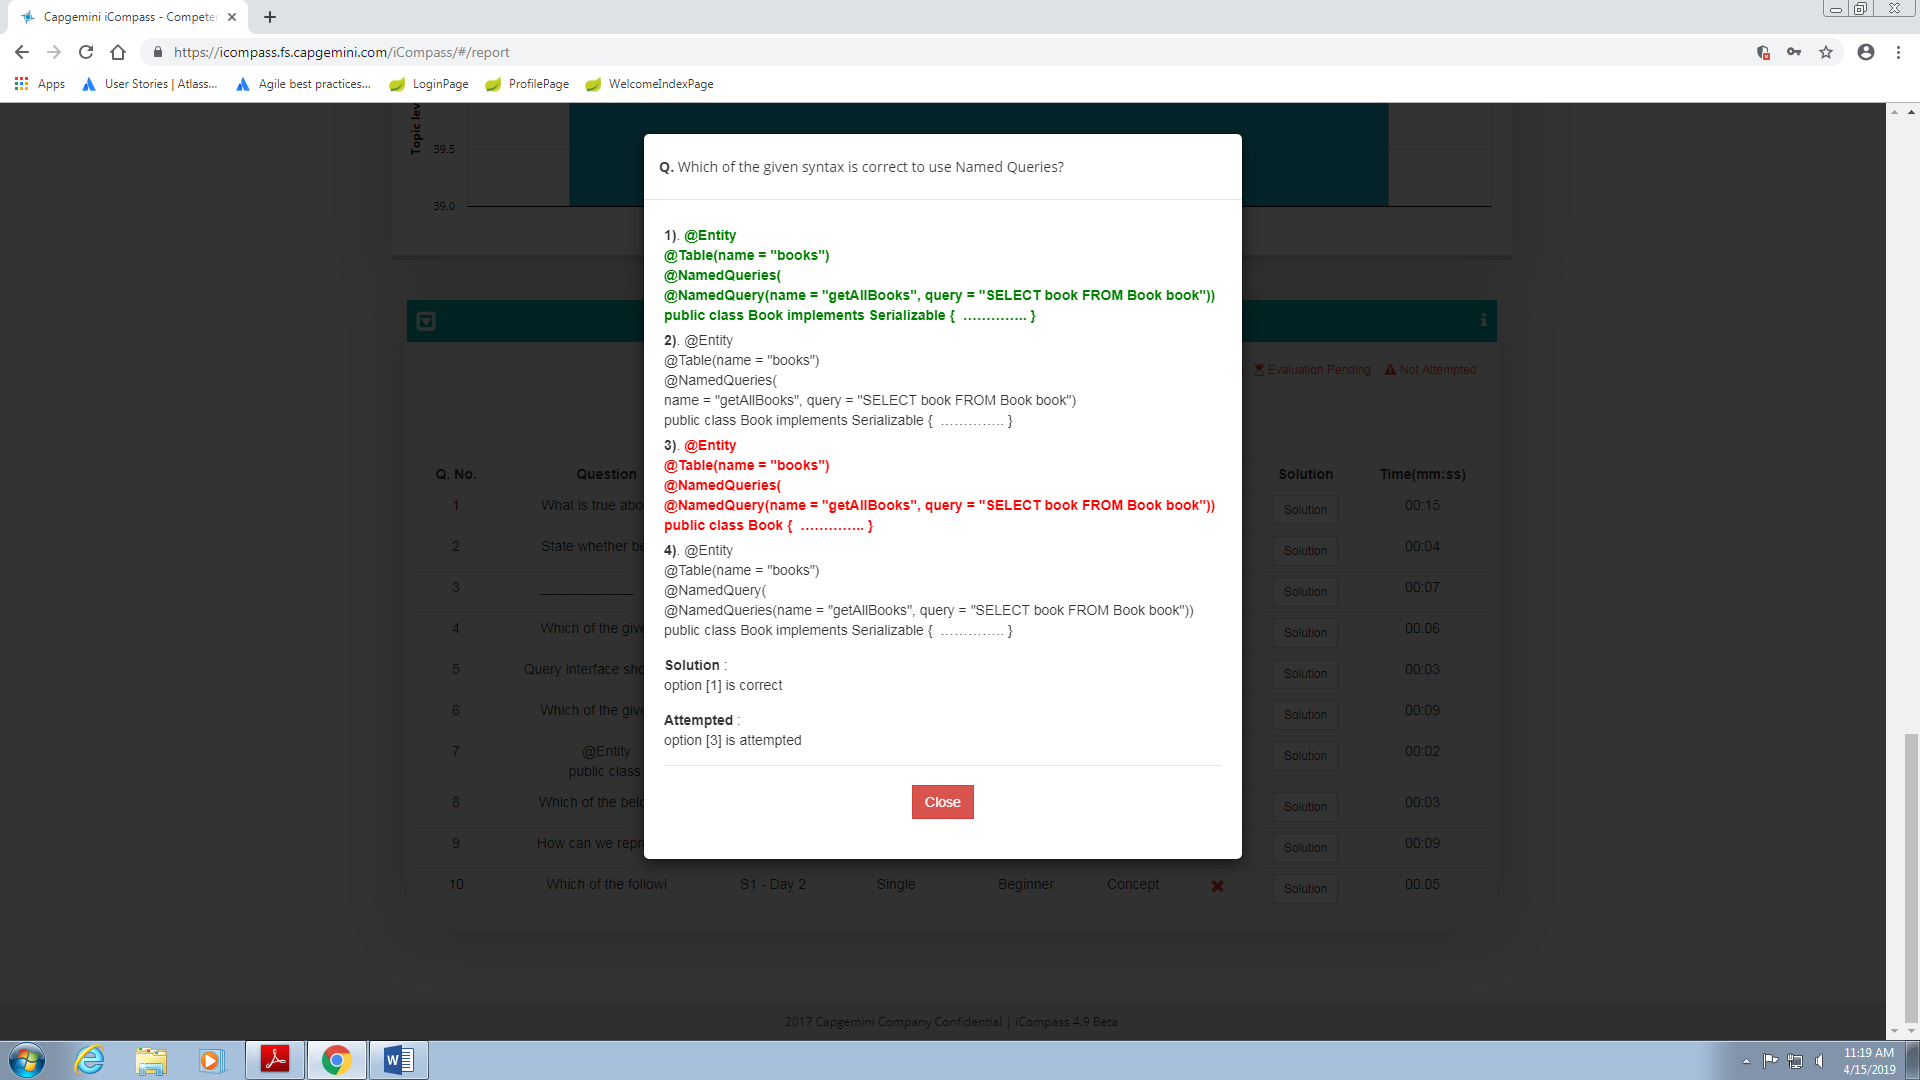 Capgemini iCompass - Competer
https://icompass.fs.capgemini.com/iCompass/#/report
Apps
User Stories | Atlass...
Agile best practices...
LoginPage
ProfilePage
WelcomeIndexPage
Topic lev
39.5
39.0
Q. Which of the given syntax is correct to use Named Queries?
1). @Entity
@Table(name = "books")
@NamedQueries(
@NamedQuery(name = "getAllBooks", query = "SELECT book FROM Book book"))
public class Book implements Serializable { ………….. }
2). @Entity
@Table(name = "books")
@NamedQueries(
name = "getAllBooks", query = "SELECT book FROM Book book")
public class Book implements Serializable { ………….. }
3). @Entity
@Table(name = "books")
@NamedQueries(
@NamedQuery(name = "getAllBooks", query = "SELECT book FROM Book book"))
public class Book { ………….. }
4). @Entity
@Table(name = "books")
@NamedQuery(
@NamedQueries(name = "getAllBooks", query = "SELECT book FROM Book book"))
public class Book implements Serializable { ………….. }
Solution :
option [1] is correct
Attempted :
option [3] is attempted
Close
Evaluation Pending Not Attempted
Q. No. Question Solution Time(mm:ss)
1 What is true abo Solution 00:15
2 State whether be Solution 00:04
3 ____________ Solution 00:07
4 Which of the give Solution 00:06
5 Query interface sho Solution 00:03
6 Which of the give Solution 00:09
7 @Entity Solution 00:02
public class
8 Which of the belo Solution 00:03
9 How can we repr Solution 00:09
10 Which of the followi S1 - Day 2 Single Beginner Concept Solution 00:05
2017 Capgemini Company Confidential | iCompass 4.9 Beta
11:19 AM
4/15/2019